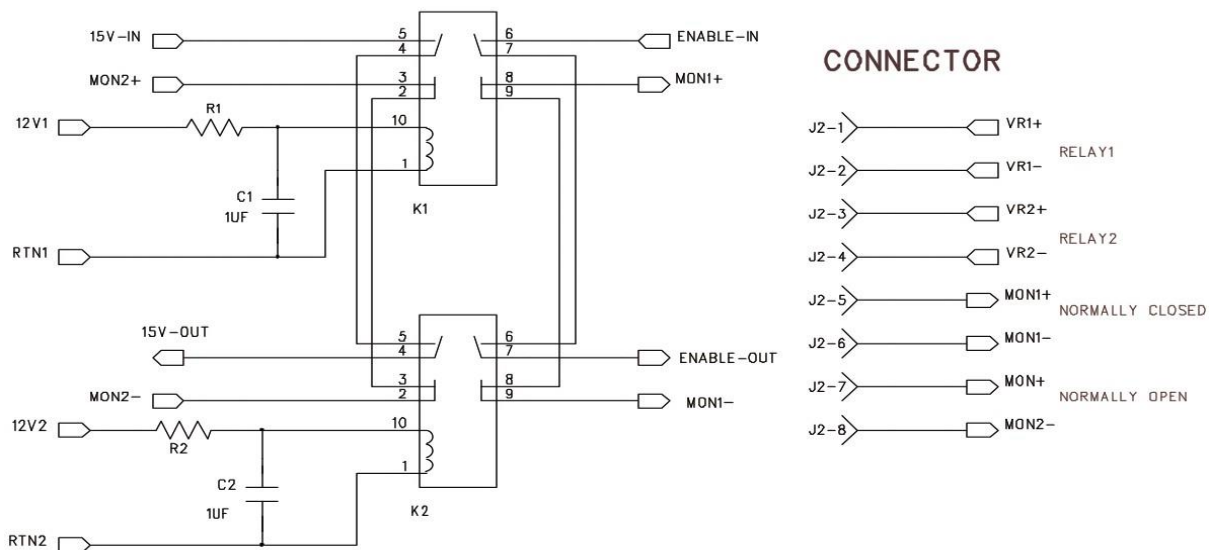 15V-IN
5
4
6
7
ENABLE-IN
MON2+
3
2
8
9
MON1+
12V1
R1
10
1
C1
1UF
K1
RTN1
15V-OUT
5
4
6
7
ENABLE-OUT
MON2-
3
2
8
9
MON1-
12V2
R2
10
1
C2
1UF
K2
RTN2
CONNECTOR
J2-1 VR1+
RELAY1
J2-2 VR1-
J2-3 VR2+
RELAY2
J2-4 VR2-
J2-5 MON1+
NORMALLY CLOSED
J2-6 MON1-
J2-7 MON+
NORMALLY OPEN
J2-8 MON2-